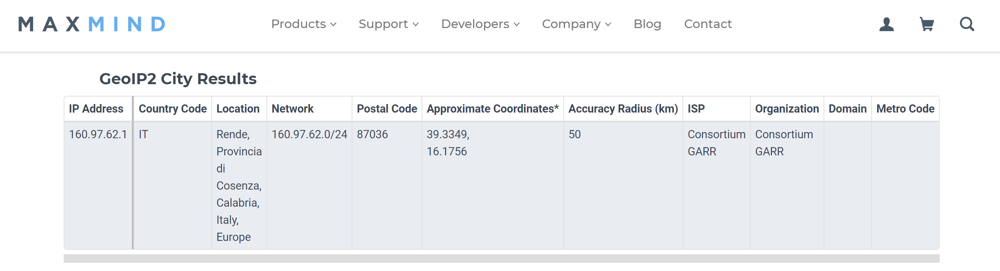 MAXMIND Products Support Developers Company Blog Contact
GeoIP2 City Results
IP Address Country Code Location Network Postal Code Approximate Coordinates* Accuracy Radius (km) ISP Organization Domain Metro Code
160.97.62.1 IT Rende, 160.97.62.0/24 87036 39.3349, 50 Consortium Consortium
Provincia 16.1756 GARR GARR
di
Cosenza,
Calabria,
Italy,
Europe